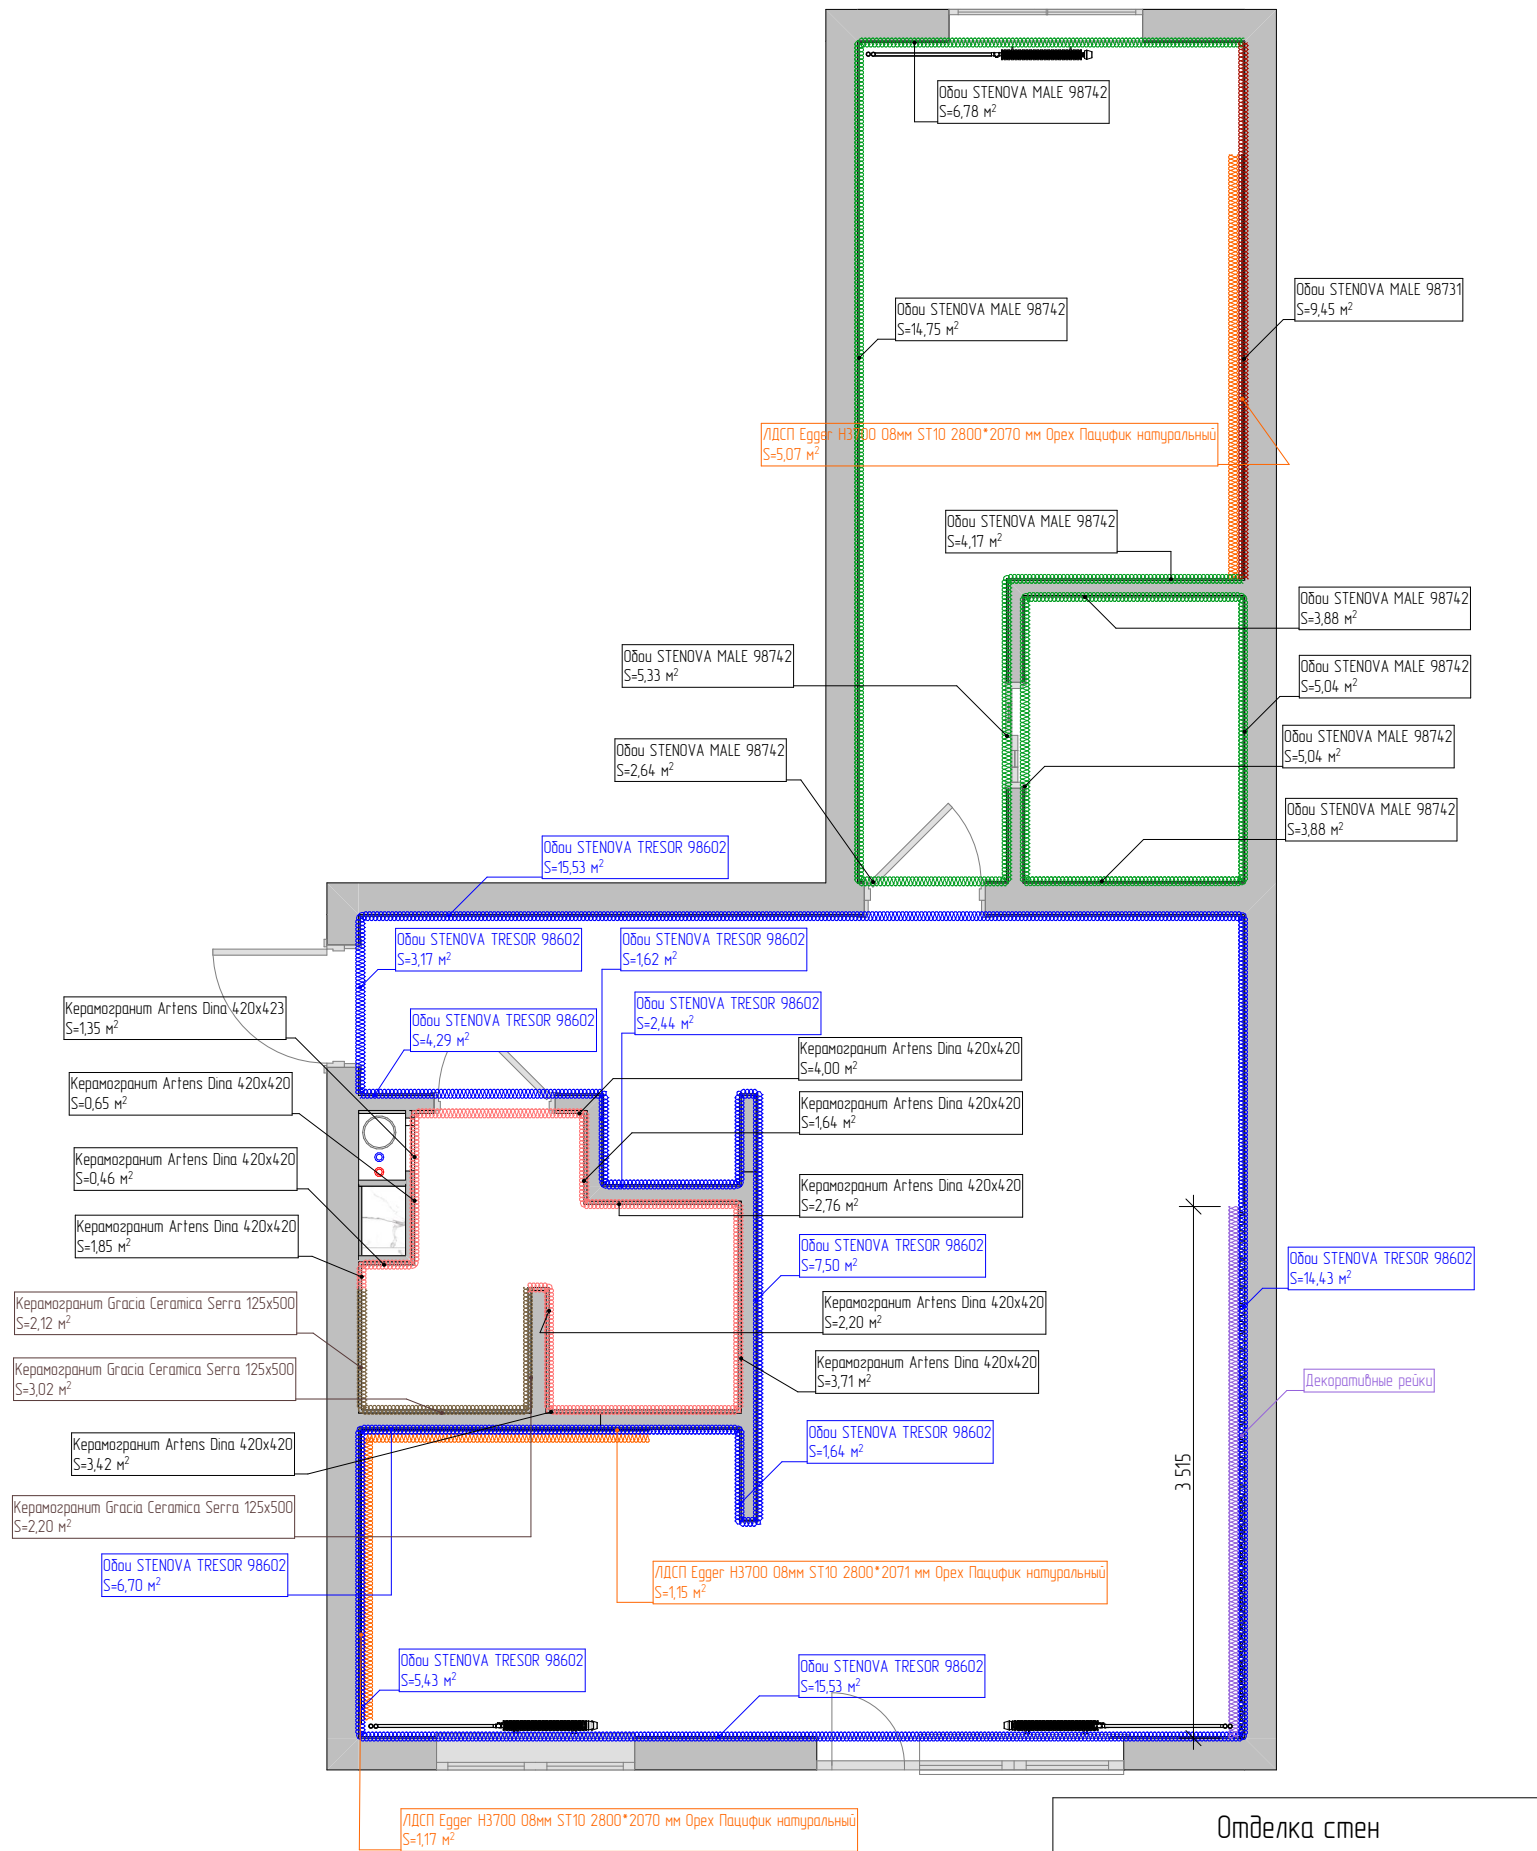 Обои STENOVA MALE 98742
S=6,78 м²
Обои STENOVA MALE 98731
S=9,45 м²
Обои STENOVA MALE 98742
S=14,75 м²
ЛДСП Egger H3700 08мм ST10 2800*2070 мм Орех Пацифик натуральный
S=5,07 м²
Обои STENOVA MALE 98742
S=4,17 м²
Обои STENOVA MALE 98742
S=3,88 м²
Обои STENOVA MALE 98742
S=5,33 м²
Обои STENOVA MALE 98742
S=5,04 м²
Обои STENOVA MALE 98742
S=2,64 м²
Обои STENOVA MALE 98742
S=5,04 м²
Обои STENOVA MALE 98742
S=3,88 м²
Обои STENOVA TRESOR 98602
S=15,53 м²
Обои STENOVA TRESOR 98602
S=3,17 м²
Обои STENOVA TRESOR 98602
S=1,62 м²
Керамогранит Artens Dina 420x423
S=1,35 м²
Обои STENOVA TRESOR 98602
S=4,29 м²
Обои STENOVA TRESOR 98602
S=2,44 м²
Керамогранит Artens Dina 420x420
S=4,00 м²
Керамогранит Artens Dina 420x420
S=0,65 м²
Керамогранит Artens Dina 420x420
S=1,64 м²
Керамогранит Artens Dina 420x420
S=0,46 м²
Керамогранит Artens Dina 420x420
S=2,76 м²
Керамогранит Artens Dina 420x420
S=1,85 м²
Обои STENOVA TRESOR 98602
S=7,50 м²
Обои STENOVA TRESOR 98602
S=14,43 м²
Керамогранит Gracia Ceramica Serra 125x500
S=2,12 м²
Керамогранит Artens Dina 420x420
S=2,20 м²
Керамогранит Gracia Ceramica Serra 125x500
S=3,02 м²
Керамогранит Artens Dina 420x420
S=3,71 м²
Декоративные рейки
Керамогранит Artens Dina 420x420
S=3,42 м²
Обои STENOVA TRESOR 98602
S=1,64 м²
3 515
Керамогранит Gracia Ceramica Serra 125x500
S=2,20 м²
Обои STENOVA TRESOR 98602
S=6,70 м²
ЛДСП Egger H3700 08мм ST10 2800*2071 мм Орех Пацифик натуральный
S=1,15 м²
Обои STENOVA TRESOR 98602
S=5,43 м²
Обои STENOVA TRESOR 98602
S=15,53 м²
ЛДСП Egger H3700 08мм ST10 2800*2070 мм Орех Пацифик натуральный
S=1,17 м²
Отделка стен